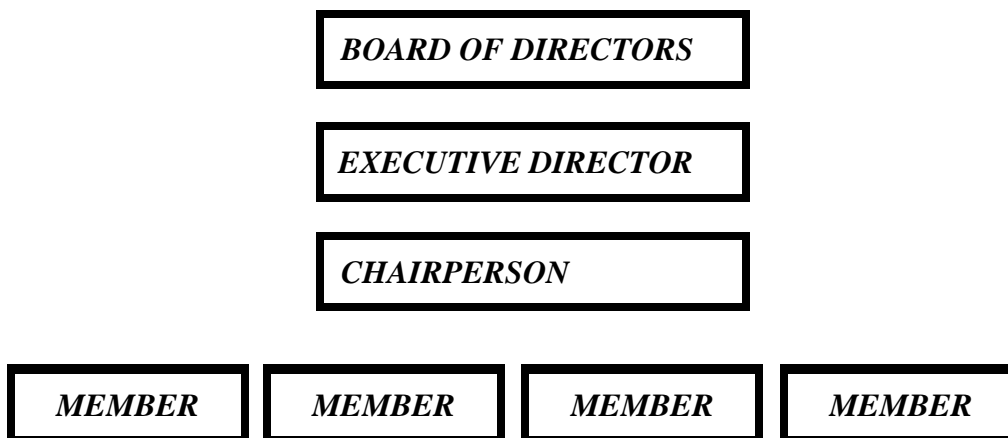 BOARD OF DIRECTORS
EXECUTIVE DIRECTOR
CHAIRPERSON
MEMBER MEMBER MEMBER MEMBER